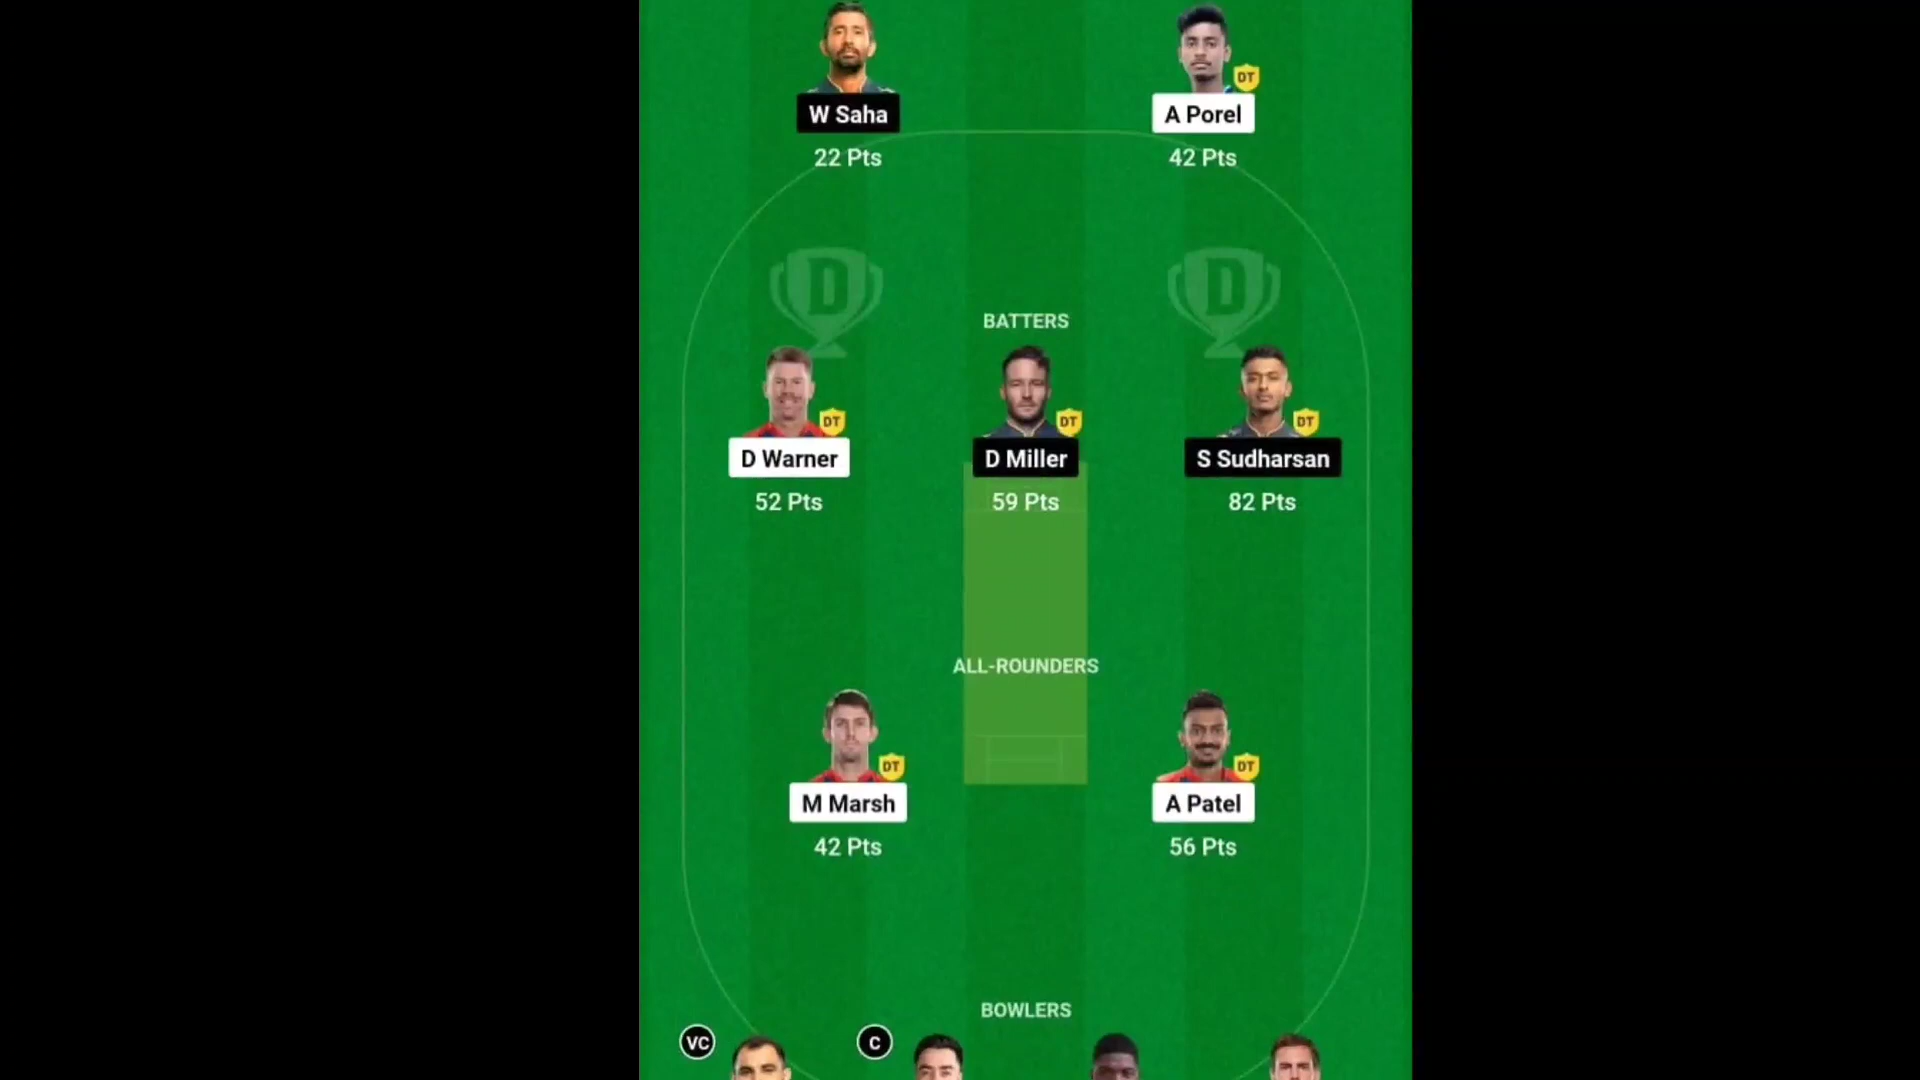 W Saha
A Porel
DT
22 Pts
42 Pts
D
D
BATTERS
DT
DT
DT
D Warner
D Miller
S Sudharsan
52 Pts
59 Pts
82 Pts
ALL-ROUNDERS
DT
DT
M Marsh
A Patel
42 Pts
56 Pts
BOWLERS
VC
C